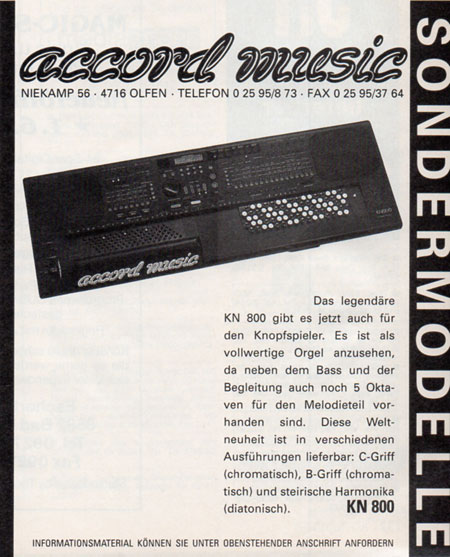 accord music
NIEKAMP 56 · 4716 OLFEN · TELEFON 0 25 95/8 73 · FAX 0 25 95/37 64
SONDERMODELLE
accord music
Das legendäre
KN 800 gibt es jetzt auch für
den Knopfspieler. Es ist als
vollwertige Orgel anzusehen,
da neben dem Bass und der
Begleitung auch noch 5 Okta-
ven für den Melodieteil vor-
handen sind. Diese Welt-
neuheit ist in verschiedenen
Ausführungen lieferbar: C-Griff
(chromatisch), B-Griff (chroma-
tisch) und steirische Harmonika
(diatonisch). KN 800
INFORMATIONSMATERIAL KÖNNEN SIE UNTER OBENSTEHENDER ANSCHRIFT ANFORDERN